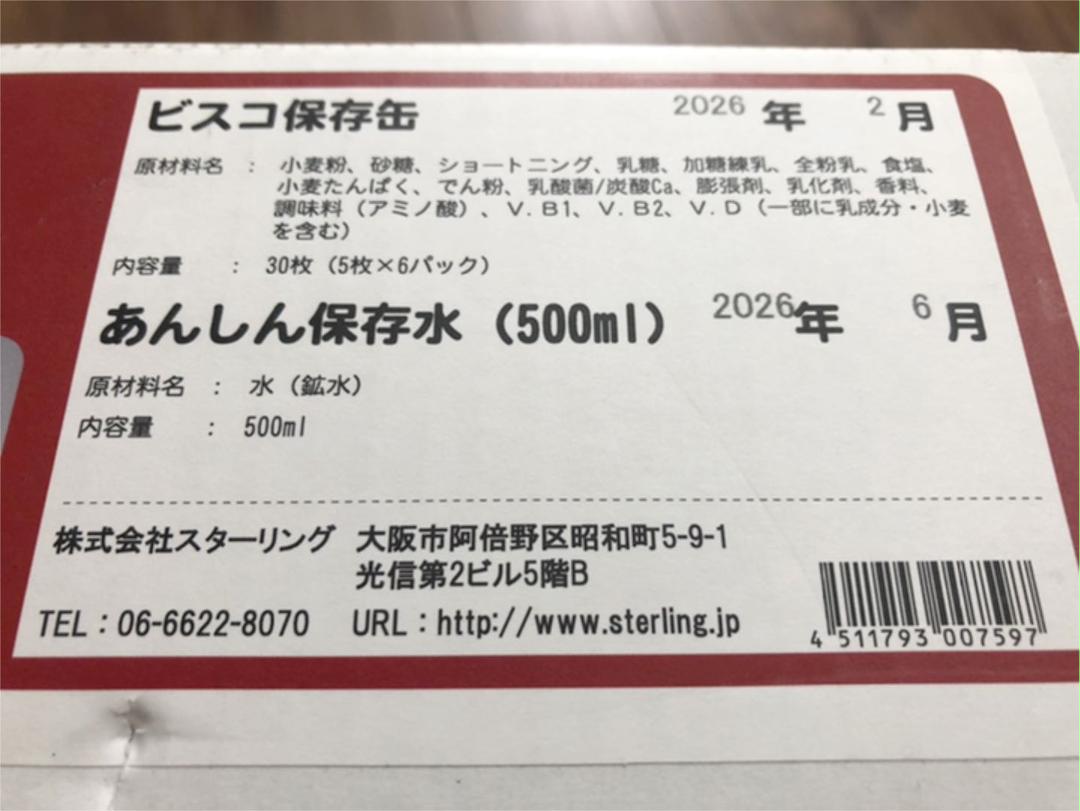 ビスコ保存缶 2026 年 2 月
原材料名 : 小麦粉、砂糖、ショートニング、乳糖、加糖練乳、全粉乳、食塩、
小麦たんぱく、でん粉、乳酸菌/炭酸Ca、膨張剤、乳化剤、香料、
調味料（アミノ酸）、V.B1、V.B2、V.D（一部に乳成分・小麦
を含む）
内容量 : 30枚（5枚×6パック）
あんしん保存水（500ml） 2026年 6 月
原材料名 : 水（鉱水）
内容量 : 500ml
株式会社スターリング 大阪市阿倍野区昭和町5-9-1
光信第2ビル5階B
TEL：06-6622-8070 URL：http://www.sterling.jp
4 511793 007597